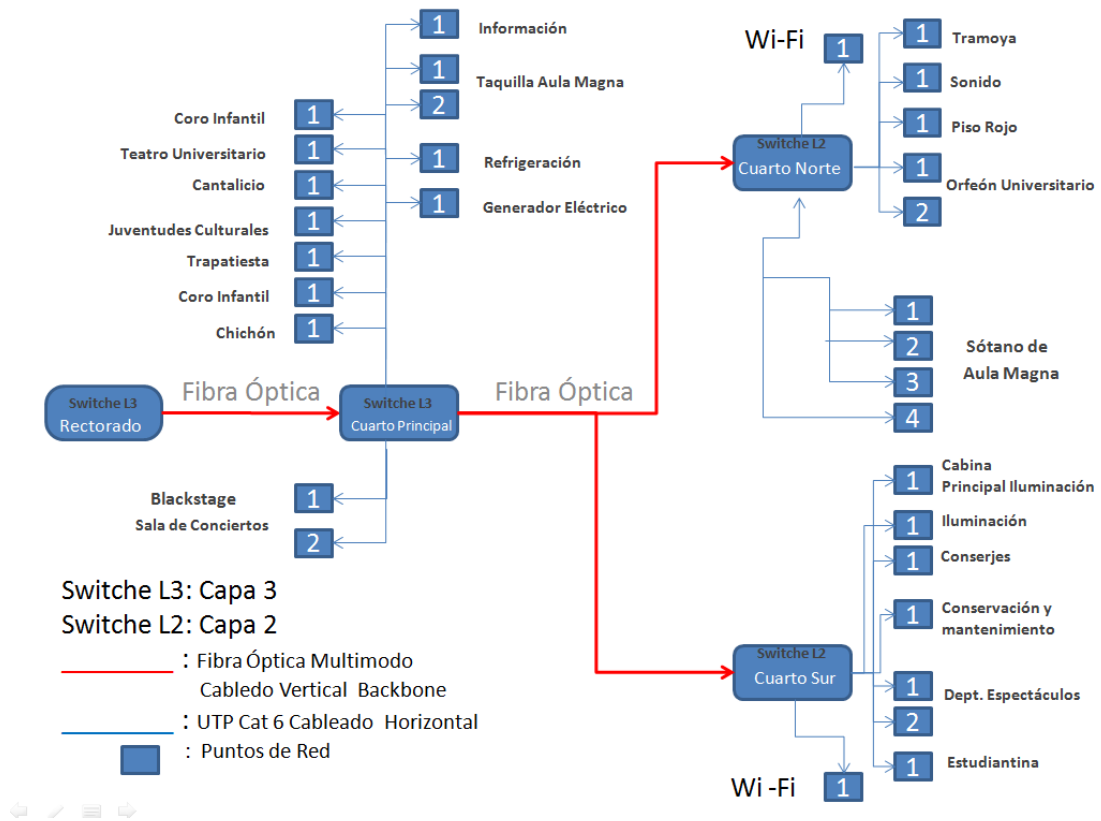 1 Información
1 Taquilla Aula Magna
2
Coro Infantil 1
Teatro Universitario 1
Cantalicio 1
Juventudes Culturales 1
Trapatiesta 1
Coro Infantil 1
Chichón 1
1 Refrigeración
1 Generador Eléctrico
Switche L3
Rectorado
Fibra Óptica
Switche L3
Cuarto Principal
Fibra Óptica
Blackstage 1
Sala de Conciertos
2
Wi-Fi 1
Switche L2
Cuarto Norte
1 Tramoya
1 Sonido
1 Piso Rojo
1 Orfeón Universitario
2
1
2 Sótano de
3 Aula Magna
4
Switche L2
Cuarto Sur
1 Cabina
Principal Iluminación
1 Iluminación
1 Conserjes
1 Conservación y
mantenimiento
1 Dept. Espectáculos
2
1 Estudiantina
Wi -Fi 1
Switche L3: Capa 3
Switche L2: Capa 2
: Fibra Óptica Multimodo
Cabledo Vertical Backbone
: UTP Cat 6 Cableado Horizontal
: Puntos de Red